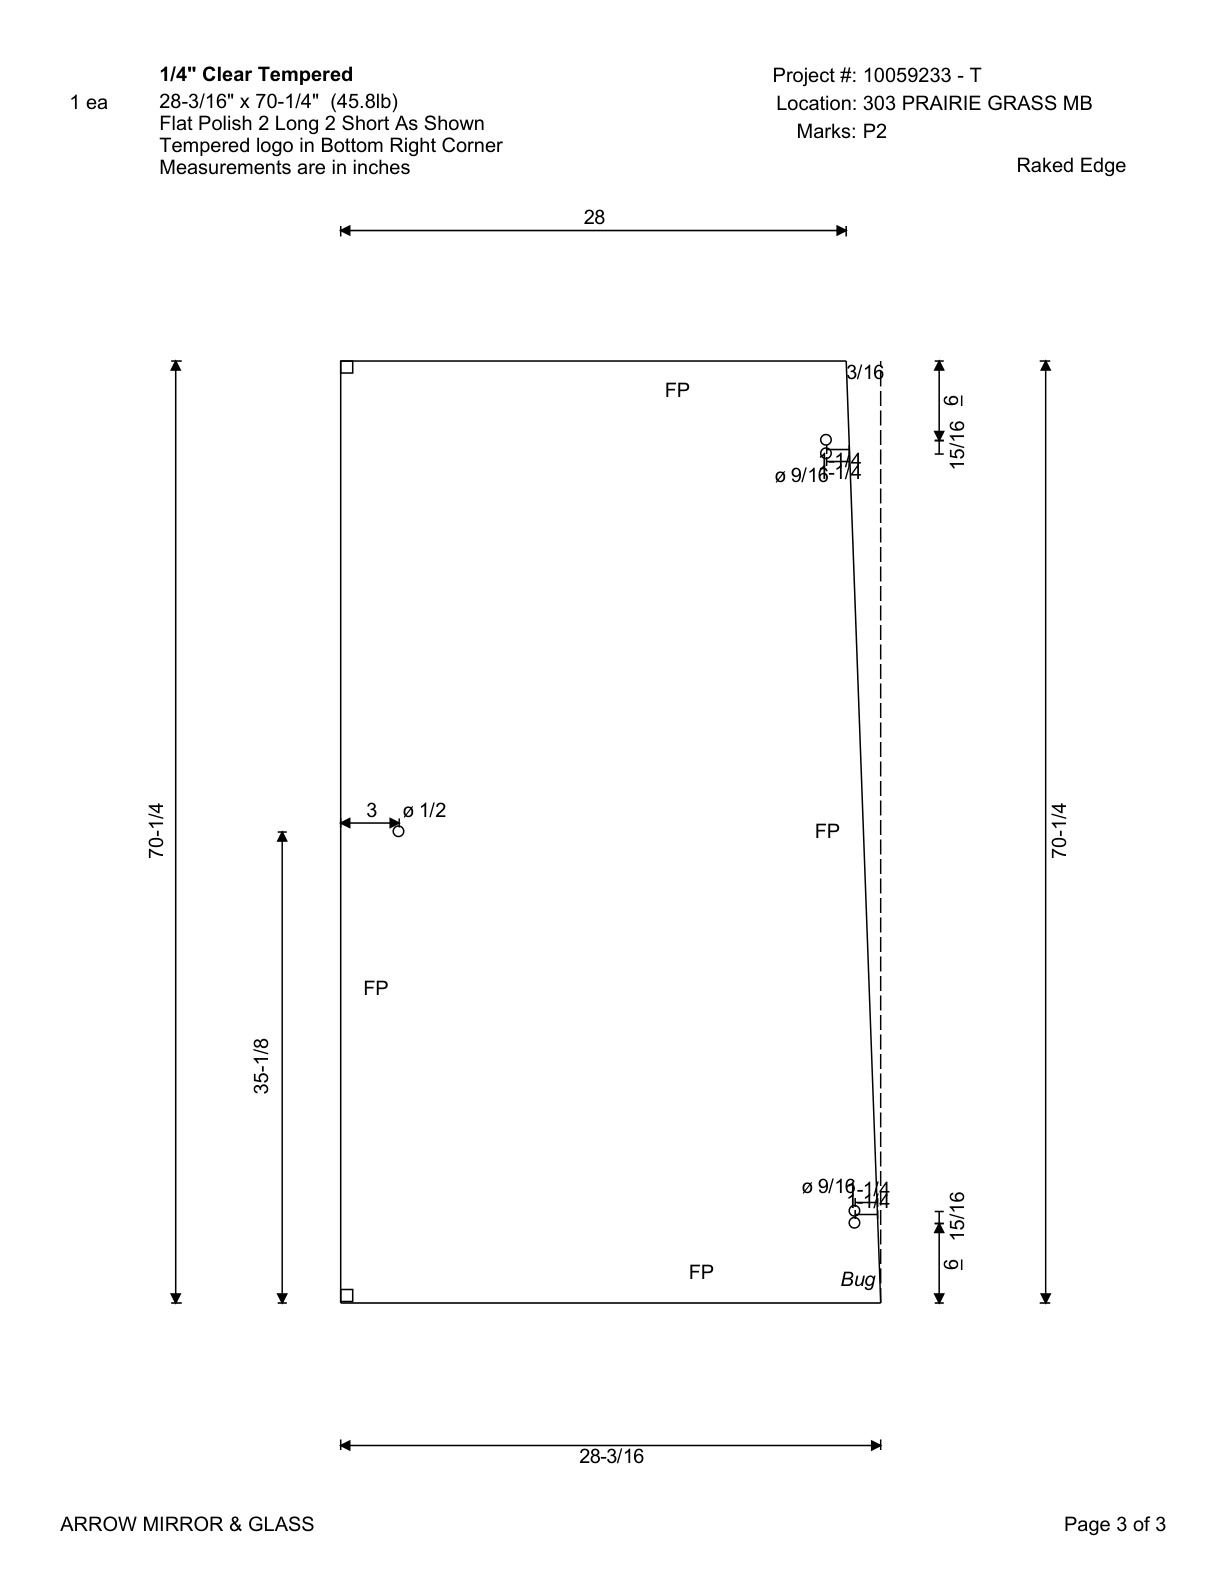 1/4" Clear Tempered
Project #: 10059233 - T
1 ea
28-3/16" x 70-1/4" (45.8lb)
Location: 303 PRAIRIE GRASS MB
Flat Polish 2 Long 2 Short As Shown
Marks: P2
Tempered logo in Bottom Right Corner
Measurements are in inches
Raked Edge
28
3/16
FP
6
15/16
1-1/4
1-1/4
ø 9/16
3
ø 1/2
70-1/4
FP
70-1/4
FP
35-1/8
ø 9/16
1-1/4
1-1/4
15/16
6
FP
Bug
28-3/16
ARROW MIRROR & GLASS
Page 3 of 3